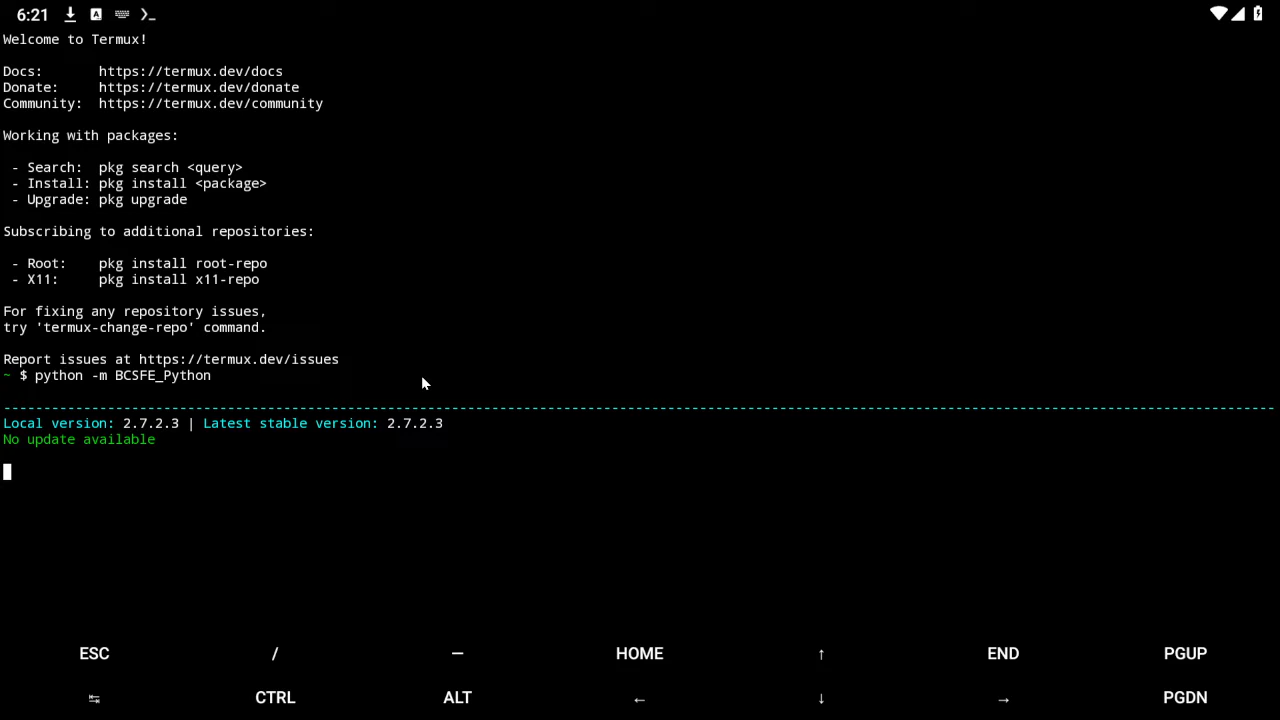 6:21
Welcome to Termux!
Docs: https://termux.dev/docs
Donate: https://termux.dev/donate
Community: https://termux.dev/community
Working with packages:
- Search: pkg search <query>
- Install: pkg install <package>
- Upgrade: pkg upgrade
Subscribing to additional repositories:
- Root: pkg install root-repo
- X11: pkg install x11-repo
For fixing any repository issues,
try 'termux-change-repo' command.
Report issues at https://termux.dev/issues
~ $ python -m BCSFE_Python
--------------------------------------------------------------------------------------------------------------------------------------------------------------
Local version: 2.7.2.3 | Latest stable version: 2.7.2.3
No update available
ESC / — HOME ↑ END PGUP
↹ CTRL ALT ← ↓ → PGDN